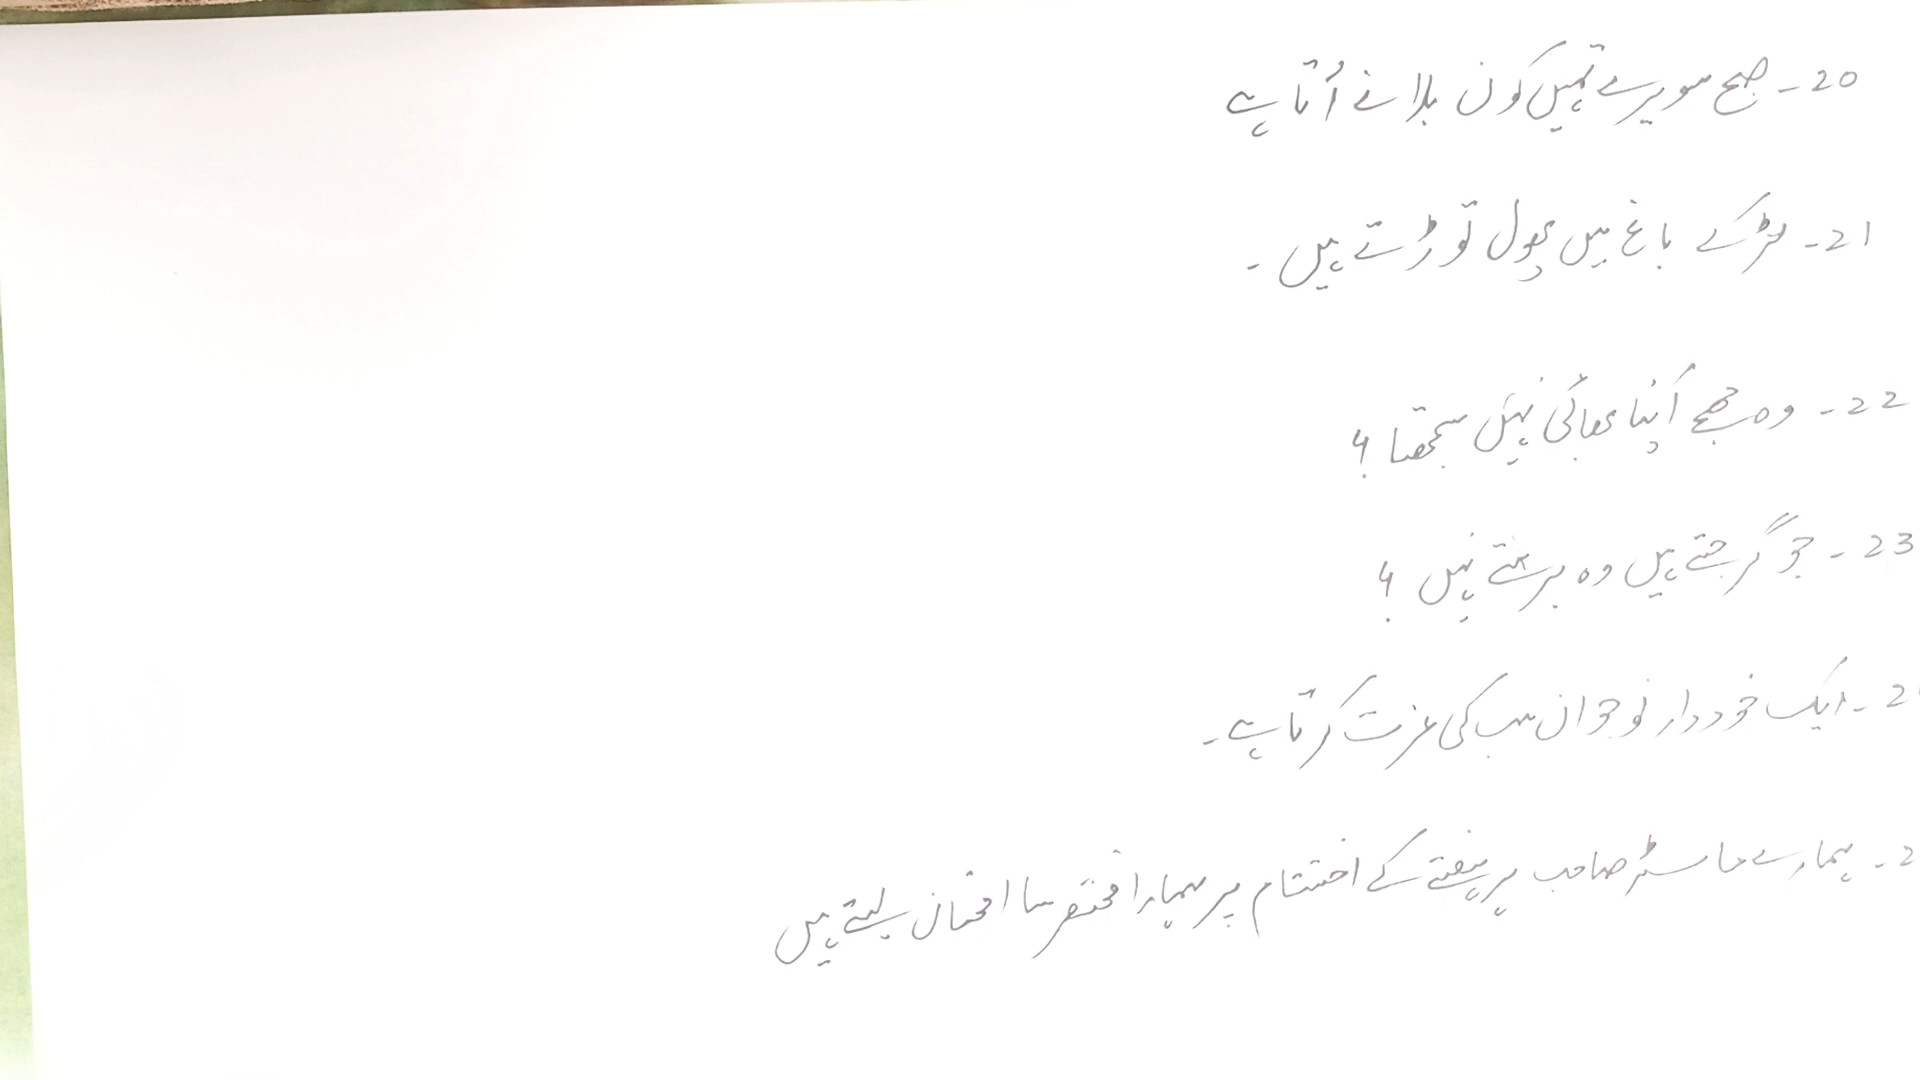 20۔ صبح سویرے تمہیں کون بلانے آتا ہے
21۔ لڑکے باغ میں پھول توڑتے ہیں ۔
22۔ وہ مجھے اپنا بھائی نہیں سمجھتا ؟
23۔ جو گرجتے ہیں وہ برستے نہیں ؟
2۔ ایک خوددار نوجوان سب کی عزت کرتا ہے۔
2۔ ہمارے ماسٹر صاحب ہر ہفتے کے اختتام پر ہمارا مختصر سا امتحان لیتے ہیں